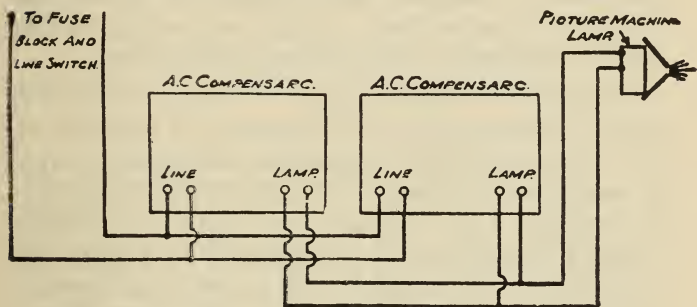 TO FUSE
BLOCK AND
LINE SWITCH.
PICTURE MACHINE
LAMP.
A.C. COMPENSARC.
A.C. COMPENSARC.
LINE
LAMP.
LINE
LAMP.